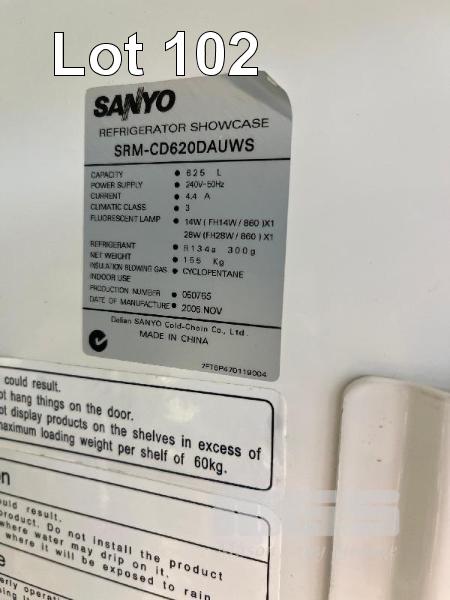 Lot 102
SANYO
REFRIGERATOR SHOWCASE
SRM-CD620DAUWS
CAPACITY • 625 L
POWER SUPPLY • 240V~50Hz
CURRENT • 4.4 A
CLIMATIC CLASS • 3
FLUORESCENT LAMP • 14W ( FH14W / 860 )X1
28W (FH28W / 860 ) X1
REFRIGERANT • R134a 300g
NET WEIGHT • 155 Kg
INSULATION BLOWING GAS • CYCLOPENTANE
INDOOR USE
PRODUCTION NUMBER • 050765
DATE OF MANUFACTURE • 2006.NOV
Dalian SANYO Cold-Chain Co., Ltd.
MADE IN CHINA
7FT6P470119004
could result.
hang things on the door.
display products on the shelves in excess of
maximum loading weight per shelf of 60kg.
result.
product. Do not install the product
where water may drip on it.
where it will be exposed to rain